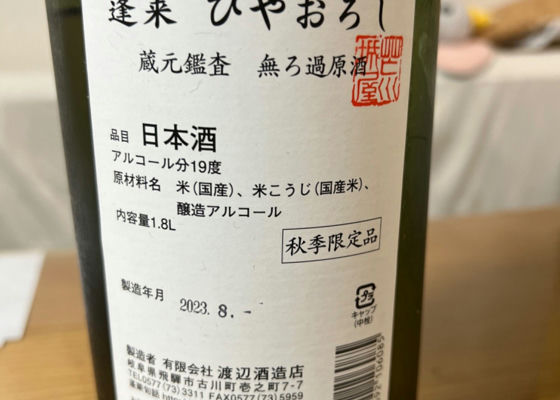 蓬来 ひやおろし
蔵元鑑査 無ろ過原酒
品目 日本酒
アルコール分19度
原材料名 米(国産)、米こうじ(国産米)、
醸造アルコール
内容量1.8L
秋季限定品
製造年月 2023. 8. -
プラ
キャップ
(中栓)
製造者 有限会社 渡辺酒造店
岐阜県飛騨市古川町壱之町7-7
TEL0577(73)3311 FAX0577(73)5959